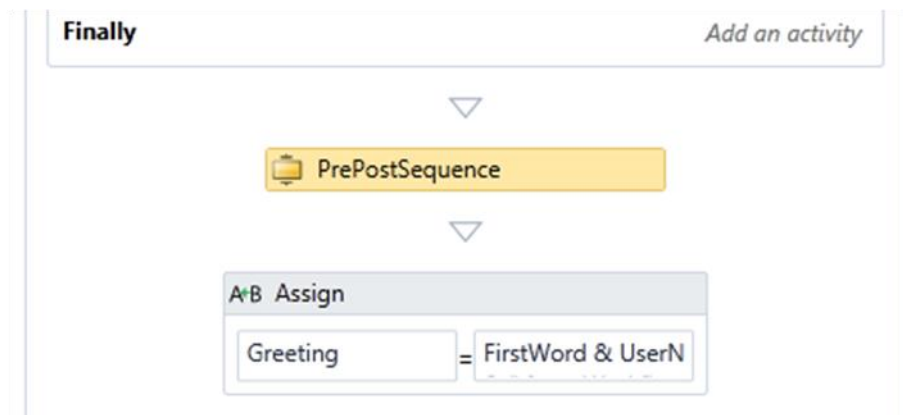 Finally
Add an activity
PrePostSequence
A+B Assign
Greeting
=
FirstWord & UserN